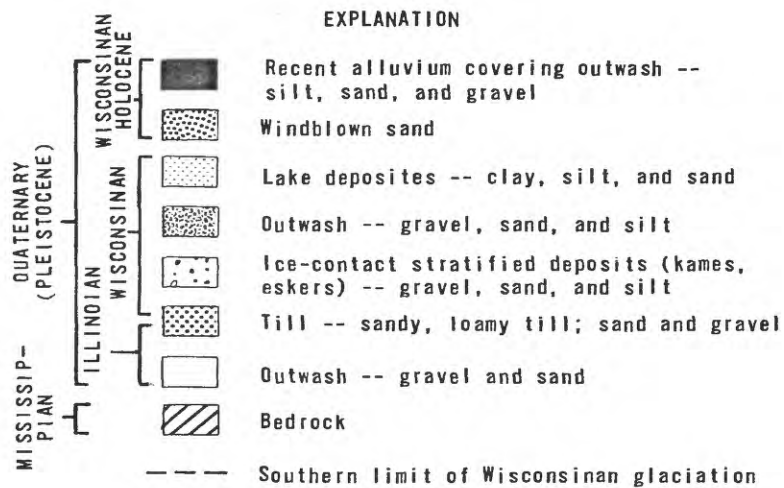 EXPLANATION
QUATERNARY
(PLEISTOCENE)
WISCONSINAN
HOLOCENE
Recent alluvium covering outwash --
silt, sand, and gravel
Windblown sand
WISCONSINAN
Lake deposites -- clay, silt, and sand
Outwash -- gravel, sand, and silt
Ice-contact stratified deposits (kames,
eskers) -- gravel, sand, and silt
ILLINOIAN
Till -- sandy, loamy till; sand and gravel
Outwash -- gravel and sand
MISSISSIP-
PIAN
Bedrock
Southern limit of Wisconsinan glaciation